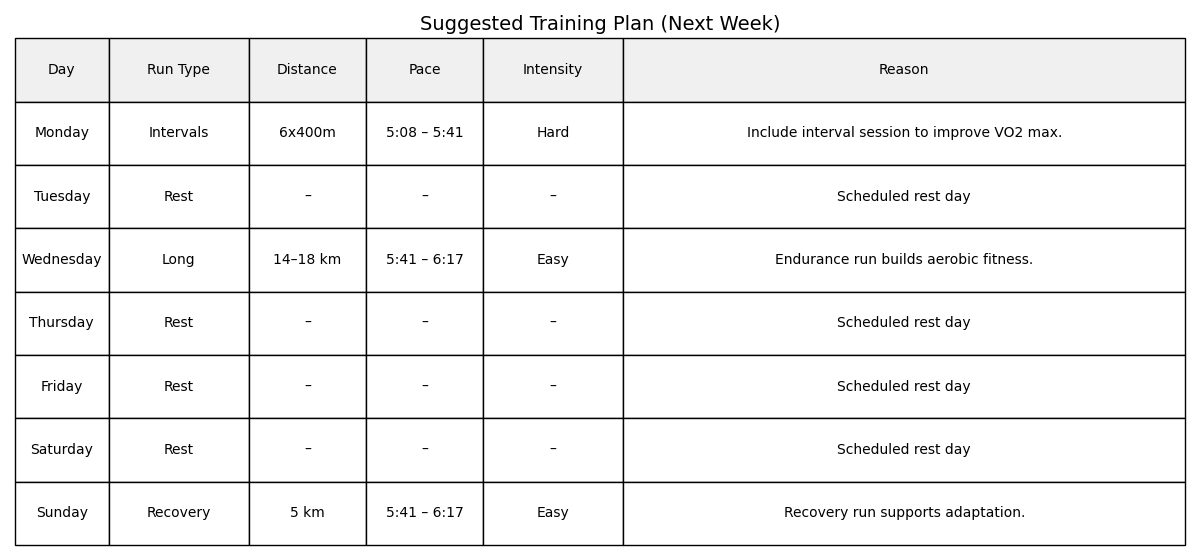 Suggested Training Plan (Next Week)
Day Run Type Distance Pace Intensity Reason
Monday Intervals 6x400m 5:08 – 5:41 Hard Include interval session to improve VO2 max.
Tuesday Rest – – – Scheduled rest day
Wednesday Long 14–18 km 5:41 – 6:17 Easy Endurance run builds aerobic fitness.
Thursday Rest – – – Scheduled rest day
Friday Rest – – – Scheduled rest day
Saturday Rest – – – Scheduled rest day
Sunday Recovery 5 km 5:41 – 6:17 Easy Recovery run supports adaptation.